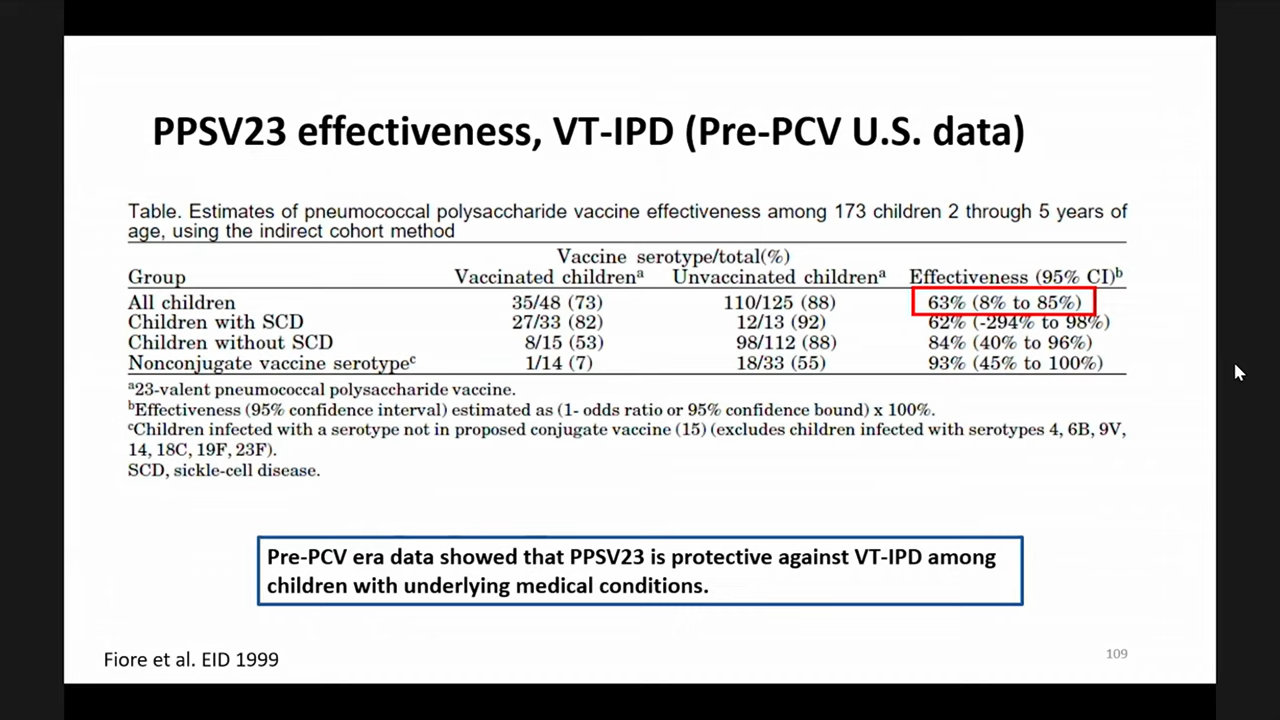 PPSV23 effectiveness, VT-IPD (Pre-PCV U.S. data)
Table. Estimates of pneumococcal polysaccharide vaccine effectiveness among 173 children 2 through 5 years of
age, using the indirect cohort method
Vaccine serotype/total(%)
Group Vaccinated childrenᵃ Unvaccinated childrenᵃ Effectiveness (95% CI)ᵇ
All children 35/48 (73) 110/125 (88) 63% (8% to 85%)
Children with SCD 27/33 (82) 12/13 (92) 62% (-294% to 98%)
Children without SCD 8/15 (53) 98/112 (88) 84% (40% to 96%)
Nonconjugate vaccine serotypeᶜ 1/14 (7) 18/33 (55) 93% (45% to 100%)
ᵃ23-valent pneumococcal polysaccharide vaccine.
ᵇEffectiveness (95% confidence interval) estimated as (1- odds ratio or 95% confidence bound) x 100%.
ᶜChildren infected with a serotype not in proposed conjugate vaccine (15) (excludes children infected with serotypes 4, 6B, 9V,
14, 18C, 19F, 23F).
SCD, sickle-cell disease.
Pre-PCV era data showed that PPSV23 is protective against VT-IPD among
children with underlying medical conditions.
Fiore et al. EID 1999
109